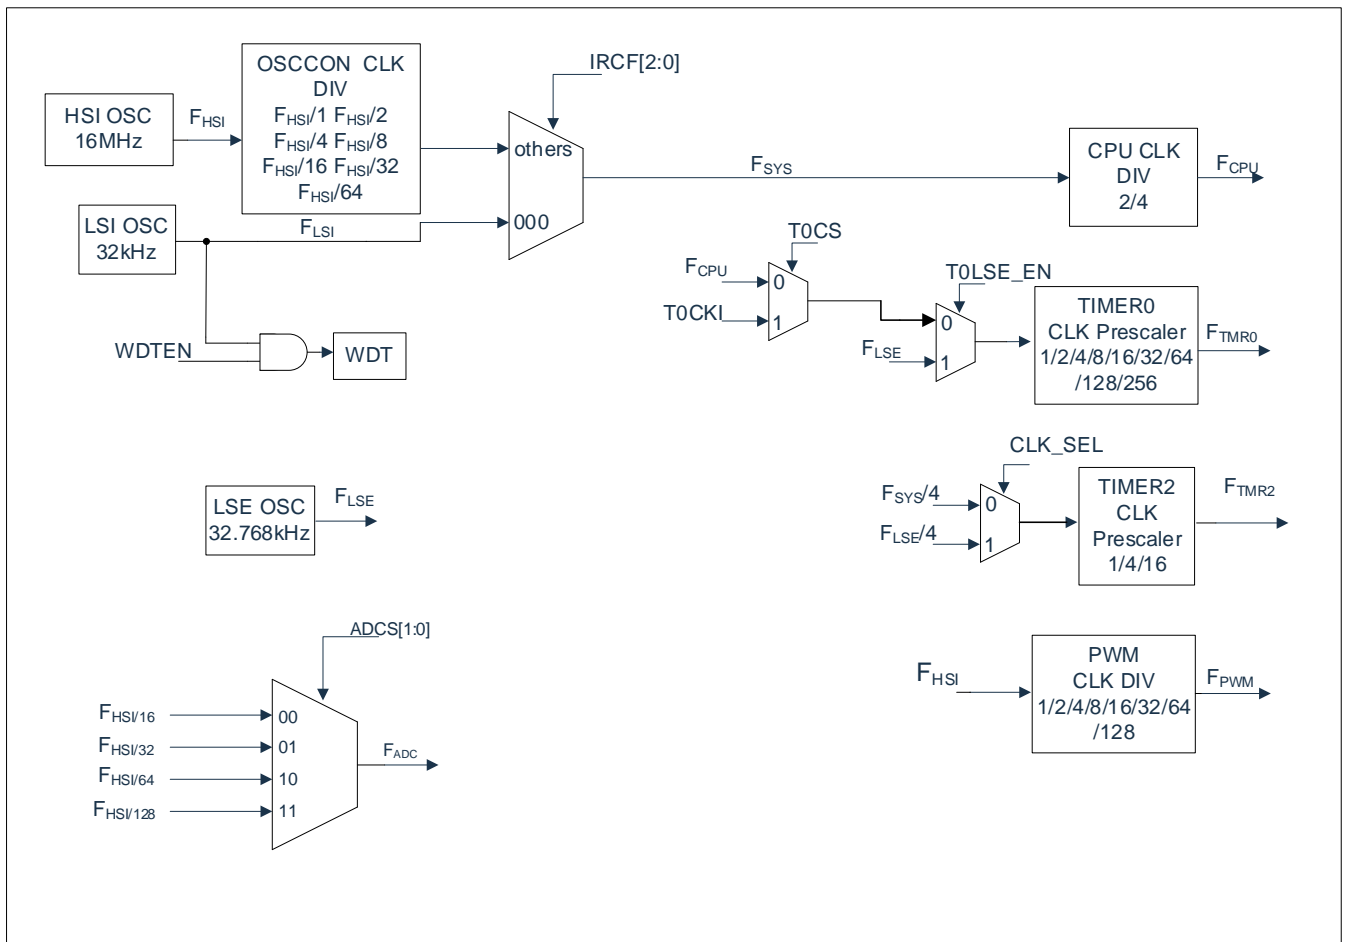 OSCCON CLK
DIV
FHSI/1 FHSI/2
FHSI/4 FHSI/8
FHSI/16 FHSI/32
FHSI/64
IRCF[2:0]
HSI OSC
16MHz
FHSI
others
000
FSYS
CPU CLK
DIV
2/4
FCPU
LSI OSC
32kHz
FLSI
WDTEN
WDT
T0CS
FCPU
0
T0CKI
1
T0LSE_EN
0
FLSE
1
TIMER0
CLK Prescaler
1/2/4/8/16/32/64
/128/256
FTMR0
LSE OSC
32.768kHz
FLSE
CLK_SEL
FSYS/4
0
FLSE/4
1
TIMER2
CLK
Prescaler
1/4/16
FTMR2
ADCS[1:0]
FHSI/16
00
FHSI/32
01
FHSI/64
10
FHSI/128
11
FADC
FHSI
PWM
CLK DIV
1/2/4/8/16/32/64
/128
FPWM